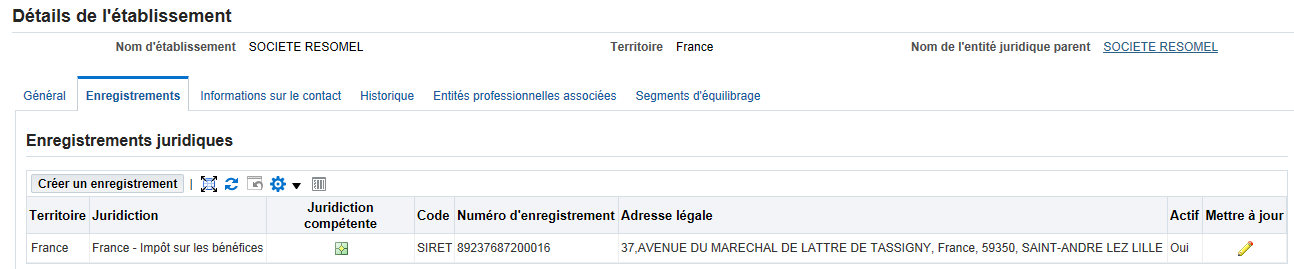 Détails de l'établissement
Nom d'établissement SOCIETE RESOMEL Territoire France Nom de l'entité juridique parent SOCIETE RESOMEL
Général Enregistrements Informations sur le contact Historique Entités professionnelles associées Segments d'équilibrage
Enregistrements juridiques
Créer un enregistrement
Territoire Juridiction Juridiction compétente Code Numéro d'enregistrement Adresse légale Actif Mettre à jour
France France - Impôt sur les bénéfices SIRET 89237687200016 37,AVENUE DU MARECHAL DE LATTRE DE TASSIGNY, France, 59350, SAINT-ANDRE LEZ LILLE Oui